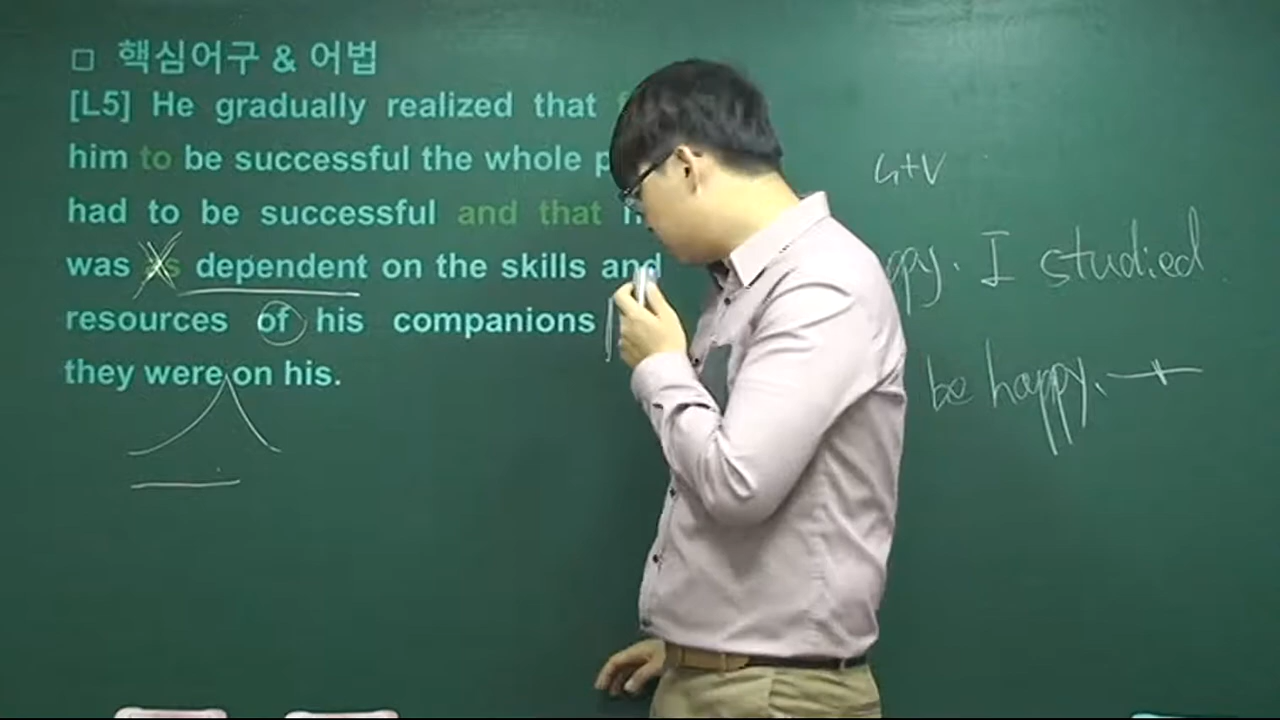 □ 핵심어구 & 어법
[L5] He gradually realized that
him to be successful the whole
had to be successful and that
was as dependent on the skills and
resources of his companions
they were on his.
S+V
I studied.
be happy.